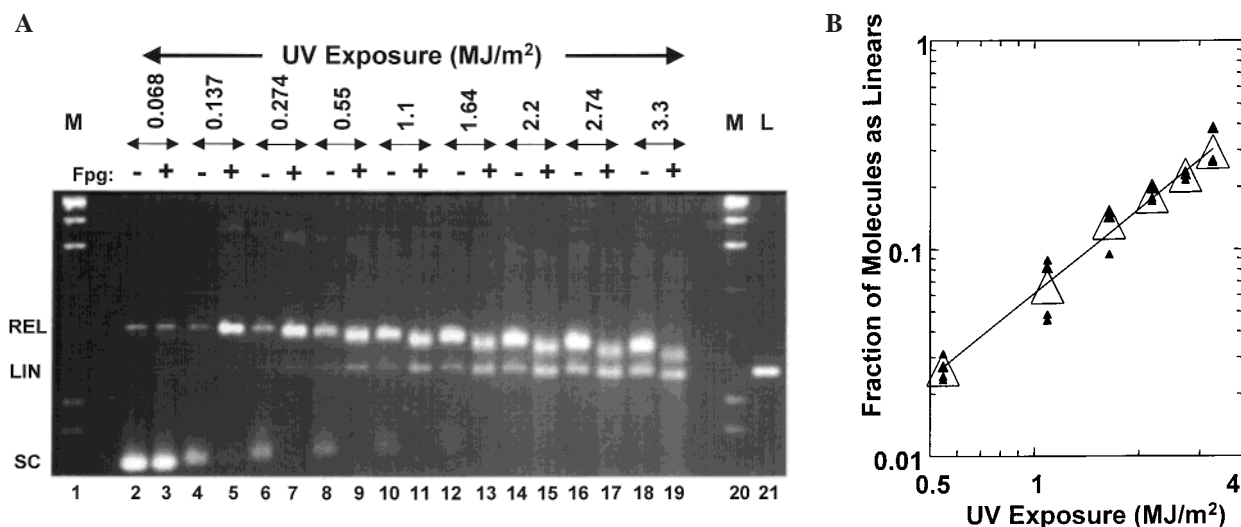 A
UV Exposure (MJ/m²)
M 0.068 0.137 0.274 0.55 1.1 1.64 2.2 2.74 3.3 M L
Fpg: - + - + - + - + - + - + - + - + - +
REL
LIN
SC
1 2 3 4 5 6 7 8 9 10 11 12 13 14 15 16 17 18 19 20 21
B
Fraction of Molecules as Linears
1
0.1
0.01
0.5 1 2 4
UV Exposure (MJ/m²)